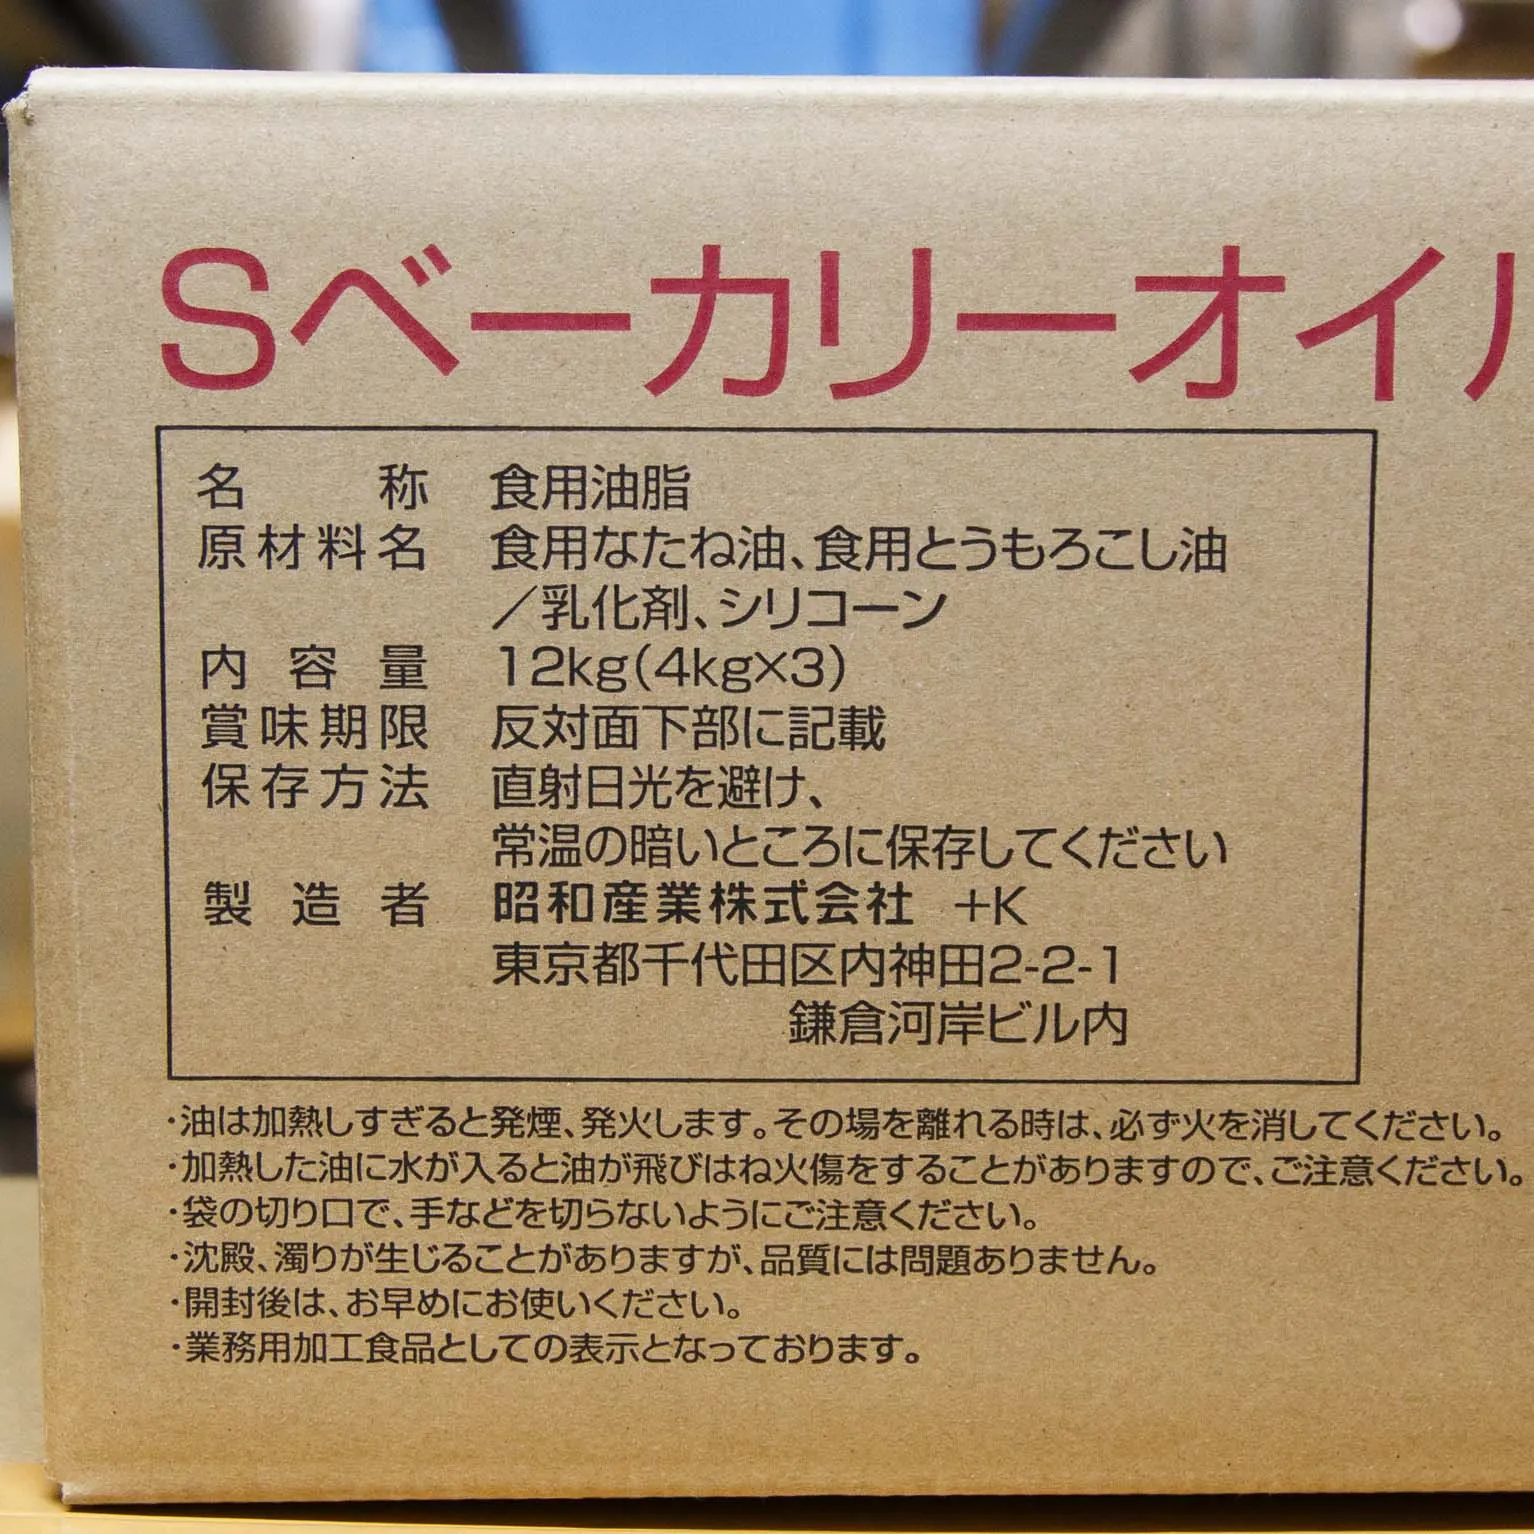 Sベーカリーオイル
名称 食用油脂
原材料名 食用なたね油、食用とうもろこし油
／乳化剤、シリコーン
内容量 12kg(4kg×3)
賞味期限 反対面下部に記載
保存方法 直射日光を避け、
常温の暗いところに保存してください
製造者 昭和産業株式会社 +K
東京都千代田区内神田2-2-1
鎌倉河岸ビル内
・油は加熱しすぎると発煙、発火します。その場を離れる時は、必ず火を消してください。
・加熱した油に水が入ると油が飛びはね火傷をすることがありますので、ご注意ください。
・袋の切り口で、手などを切らないようにご注意ください。
・沈殿、濁りが生じることがありますが、品質には問題ありません。
・開封後は、お早めにお使いください。
・業務用加工食品としての表示となっております。